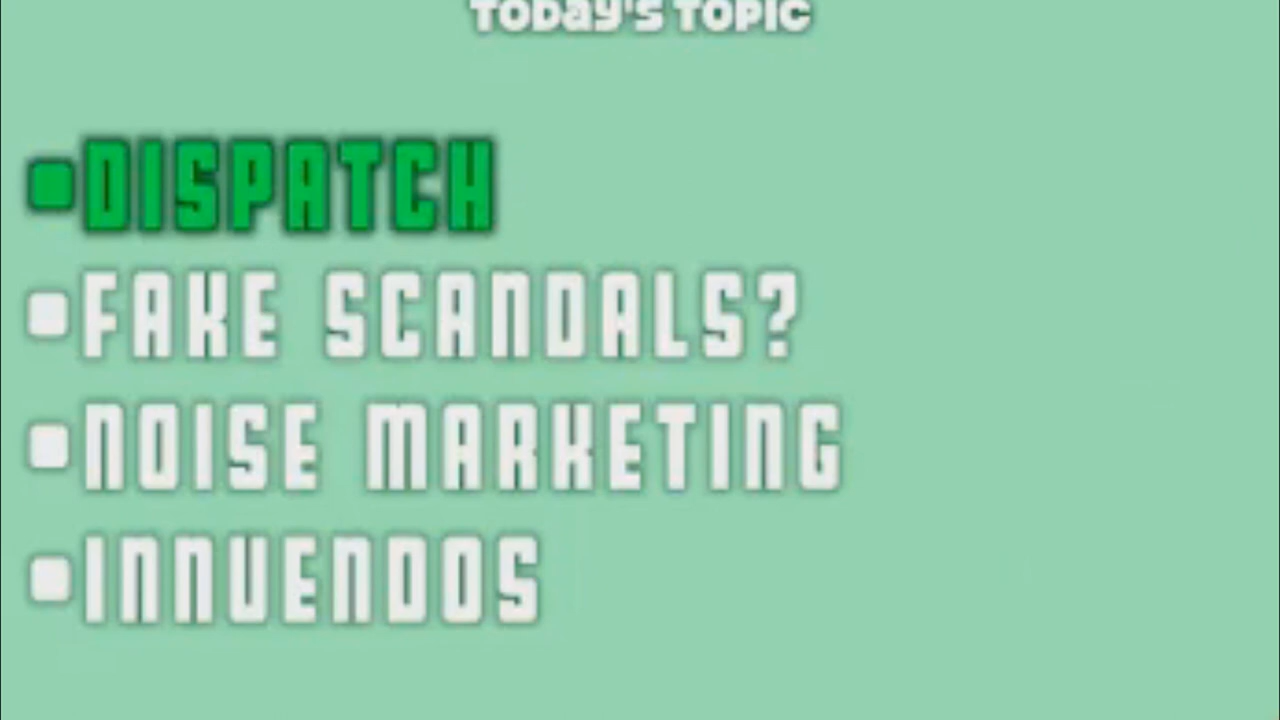 Today's Topic
DISPATCH
FAKE SCANDALS?
NOISE MARKETING
INNUENDOS